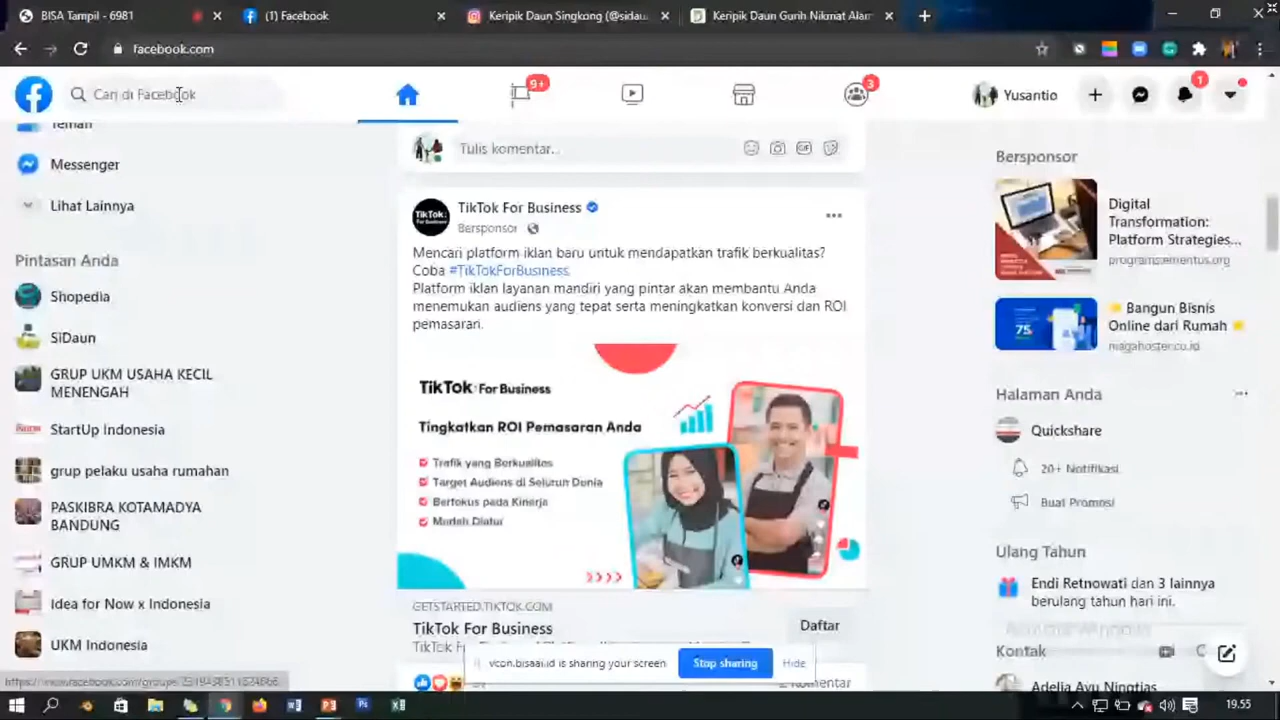 BISA Tampil - 6981
(1) Facebook
Keripik Daun Singkong (@sidau
Keripik Daun Gurih Nikmat Alam
facebook.com
Cari di Facebook
9+
3
Yusantio
1
Teman
Messenger
Lihat Lainnya
Pintasan Anda
Shopedia
SiDaun
GRUP UKM USAHA KECIL
MENENGAH
StartUp Indonesia
grup pelaku usaha rumahan
PASKIBRA KOTAMADYA
BANDUNG
GRUP UMKM & IMKM
Idea for Now x Indonesia
UKM Indonesia
Tulis komentar...
GIF
TikTok For Business
Bersponsor
Mencari platform iklan baru untuk mendapatkan trafik berkualitas?
Coba #TikTokForBusiness.
Platform iklan layanan mandiri yang pintar akan membantu Anda
menemukan audiens yang tepat serta meningkatkan konversi dan ROI
pemasaran.
TikTok For Business
Tingkatkan ROI Pemasaran Anda
Trafik yang Berkualitas
Target Audiens di Seluruh Dunia
Berfokus pada Kinerja
Mudah Diatur
GETSTARTED.TIKTOK.COM
TikTok For Business
Daftar
vcon.bisaai.id is sharing your screen
Stop sharing
Hide
Komentar
Bersponsor
Digital
Transformation:
Platform Strategies...
75
Bangun Bisnis
Online dari Rumah
niagahoster.co.id
Halaman Anda
Quickshare
20+ Notifikasi
Buat Promosi
Ulang Tahun
Endi Retnowati dan 3 lainnya
berulang tahun hari ini.
Kontak
Adelia Ayu Ningtias
19.55